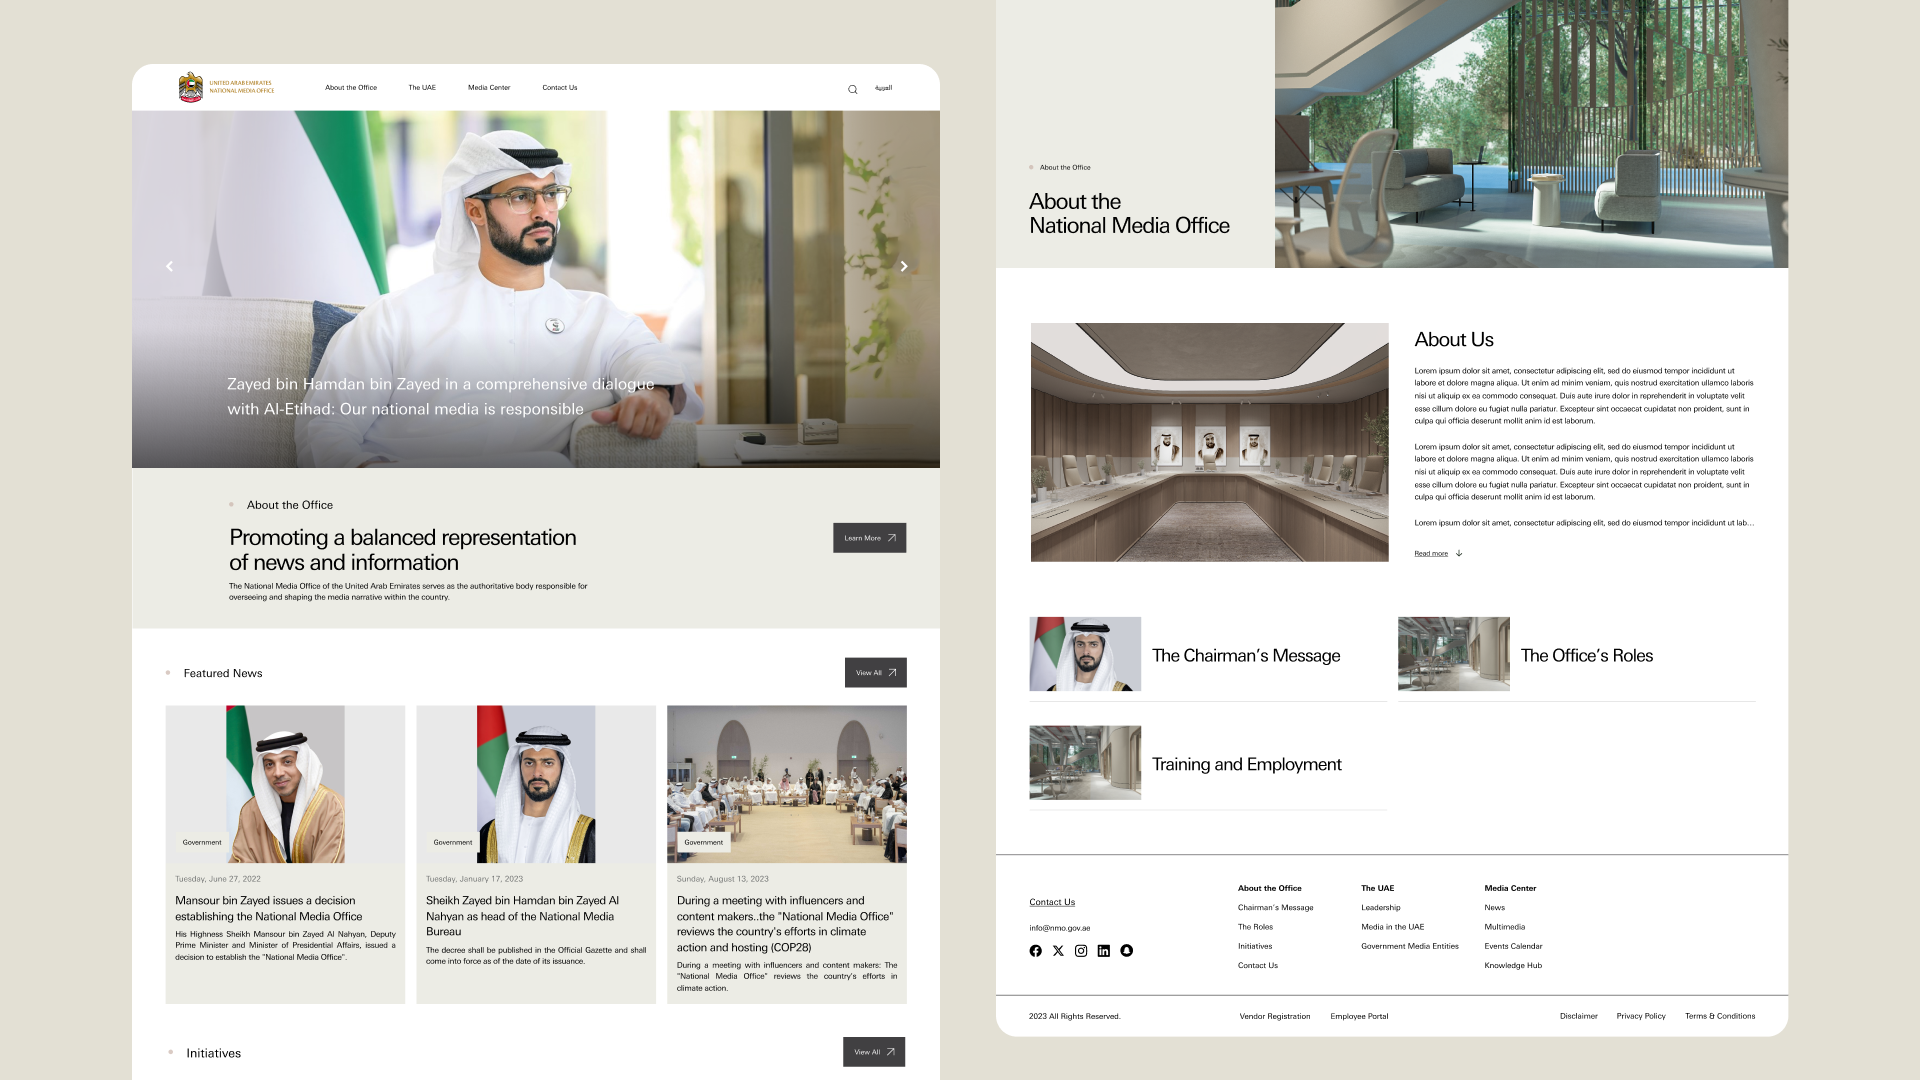 UNITED ARAB EMIRATES
NATIONAL MEDIA OFFICE
About the Office
The UAE
Media Center
Contact Us
العربية
Zayed bin Hamdan bin Zayed in a comprehensive dialogue
with Al-Etihad: Our national media is responsible
About the Office
Promoting a balanced representation
of news and information
The National Media Office of the United Arab Emirates serves as the authoritative body responsible for
overseeing and shaping the media narrative within the country.
Learn More
Featured News
View All
Government
Tuesday, June 27, 2022
Mansour bin Zayed issues a decision
establishing the National Media Office
His Highness Sheikh Mansour bin Zayed Al Nahyan, Deputy
Prime Minister and Minister of Presidential Affairs, issued a
decision to establish the "National Media Office".
Government
Tuesday, January 17, 2023
Sheikh Zayed bin Hamdan bin Zayed Al
Nahyan as head of the National Media
Bureau
The decree shall be published in the Official Gazette and shall
come into force as of the date of its issuance.
Government
Sunday, August 13, 2023
During a meeting with influencers and
content makers..the "National Media Office"
reviews the country's efforts in climate
action and hosting (COP28)
During a meeting with influencers and content makers: The
"National Media Office" reviews the country's efforts in
climate action.
Initiatives
View All
About the Office
About the
National Media Office
About Us
Lorem ipsum dolor sit amet, consectetur adipiscing elit, sed do eiusmod tempor incididunt ut
labore et dolore magna aliqua. Ut enim ad minim veniam, quis nostrud exercitation ullamco laboris
nisi ut aliquip ex ea commodo consequat. Duis aute irure dolor in reprehenderit in voluptate velit
esse cillum dolore eu fugiat nulla pariatur. Excepteur sint occaecat cupidatat non proident, sunt in
culpa qui officia deserunt mollit anim id est laborum.
Lorem ipsum dolor sit amet, consectetur adipiscing elit, sed do eiusmod tempor incididunt ut
labore et dolore magna aliqua. Ut enim ad minim veniam, quis nostrud exercitation ullamco laboris
nisi ut aliquip ex ea commodo consequat. Duis aute irure dolor in reprehenderit in voluptate velit
esse cillum dolore eu fugiat nulla pariatur. Excepteur sint occaecat cupidatat non proident, sunt in
culpa qui officia deserunt mollit anim id est laborum.
Lorem ipsum dolor sit amet, consectetur adipiscing elit, sed do eiusmod tempor incididunt ut lab...
Read more
The Chairman's Message
The Office's Roles
Training and Employment
Contact Us
info@nmo.gov.ae
About the Office
Chairman's Message
The Roles
Initiatives
Contact Us
The UAE
Leadership
Media in the UAE
Government Media Entities
Media Center
News
Multimedia
Events Calendar
Knowledge Hub
2023 All Rights Reserved.
Vendor Registration
Employee Portal
Disclaimer
Privacy Policy
Terms & Conditions